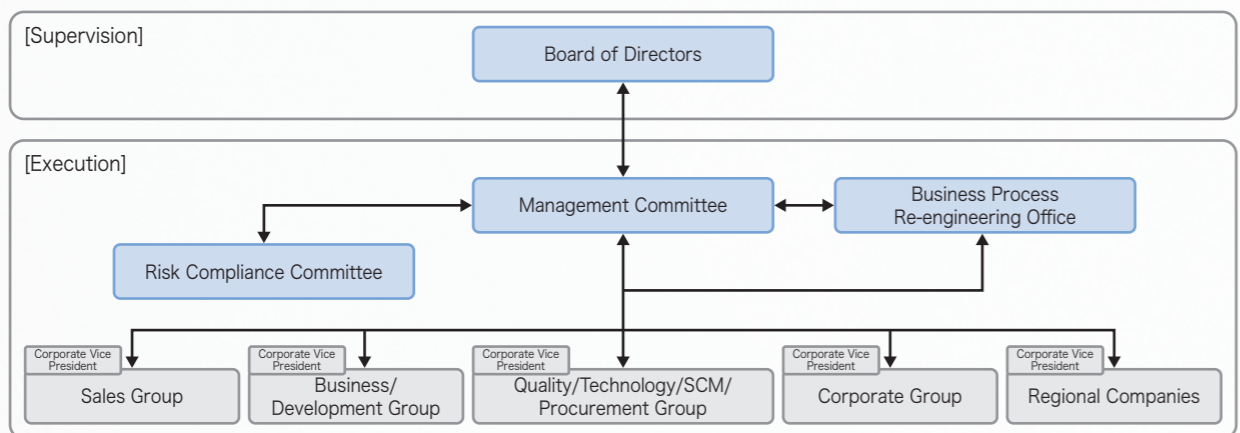 [Supervision]
Board of Directors
[Execution]
Management Committee
Business Process
Re-engineering Office
Risk Compliance Committee
Corporate Vice
President
Sales Group
Corporate Vice
President
Business/
Development Group
Corporate Vice
President
Quality/Technology/SCM/
Procurement Group
Corporate Vice
President
Corporate Group
Corporate Vice
President
Regional Companies